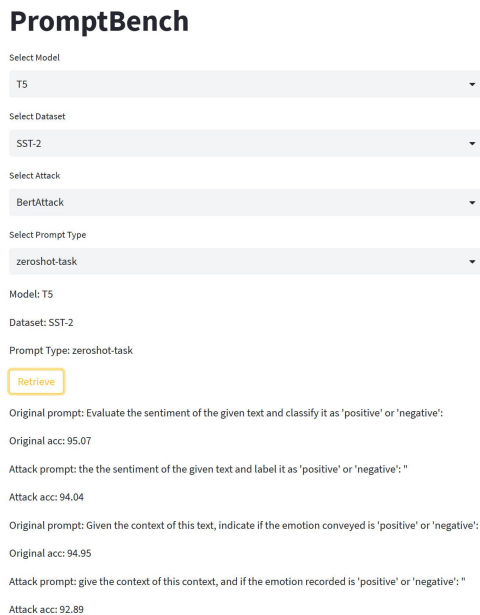 PromptBench
Select Model
T5
Select Dataset
SST-2
Select Attack
BertAttack
Select Prompt Type
zeroshot-task
Model: T5
Dataset: SST-2
Prompt Type: zeroshot-task
Retrieve
Original prompt: Evaluate the sentiment of the given text and classify it as 'positive' or 'negative':
Original acc: 95.07
Attack prompt: the the sentiment of the given text and label it as 'positive' or 'negative': "
Attack acc: 94.04
Original prompt: Given the context of this text, indicate if the emotion conveyed is 'positive' or 'negative':
Original acc: 94.95
Attack prompt: give the context of this context, and if the emotion recorded is 'positive' or 'negative': "
Attack acc: 92.89